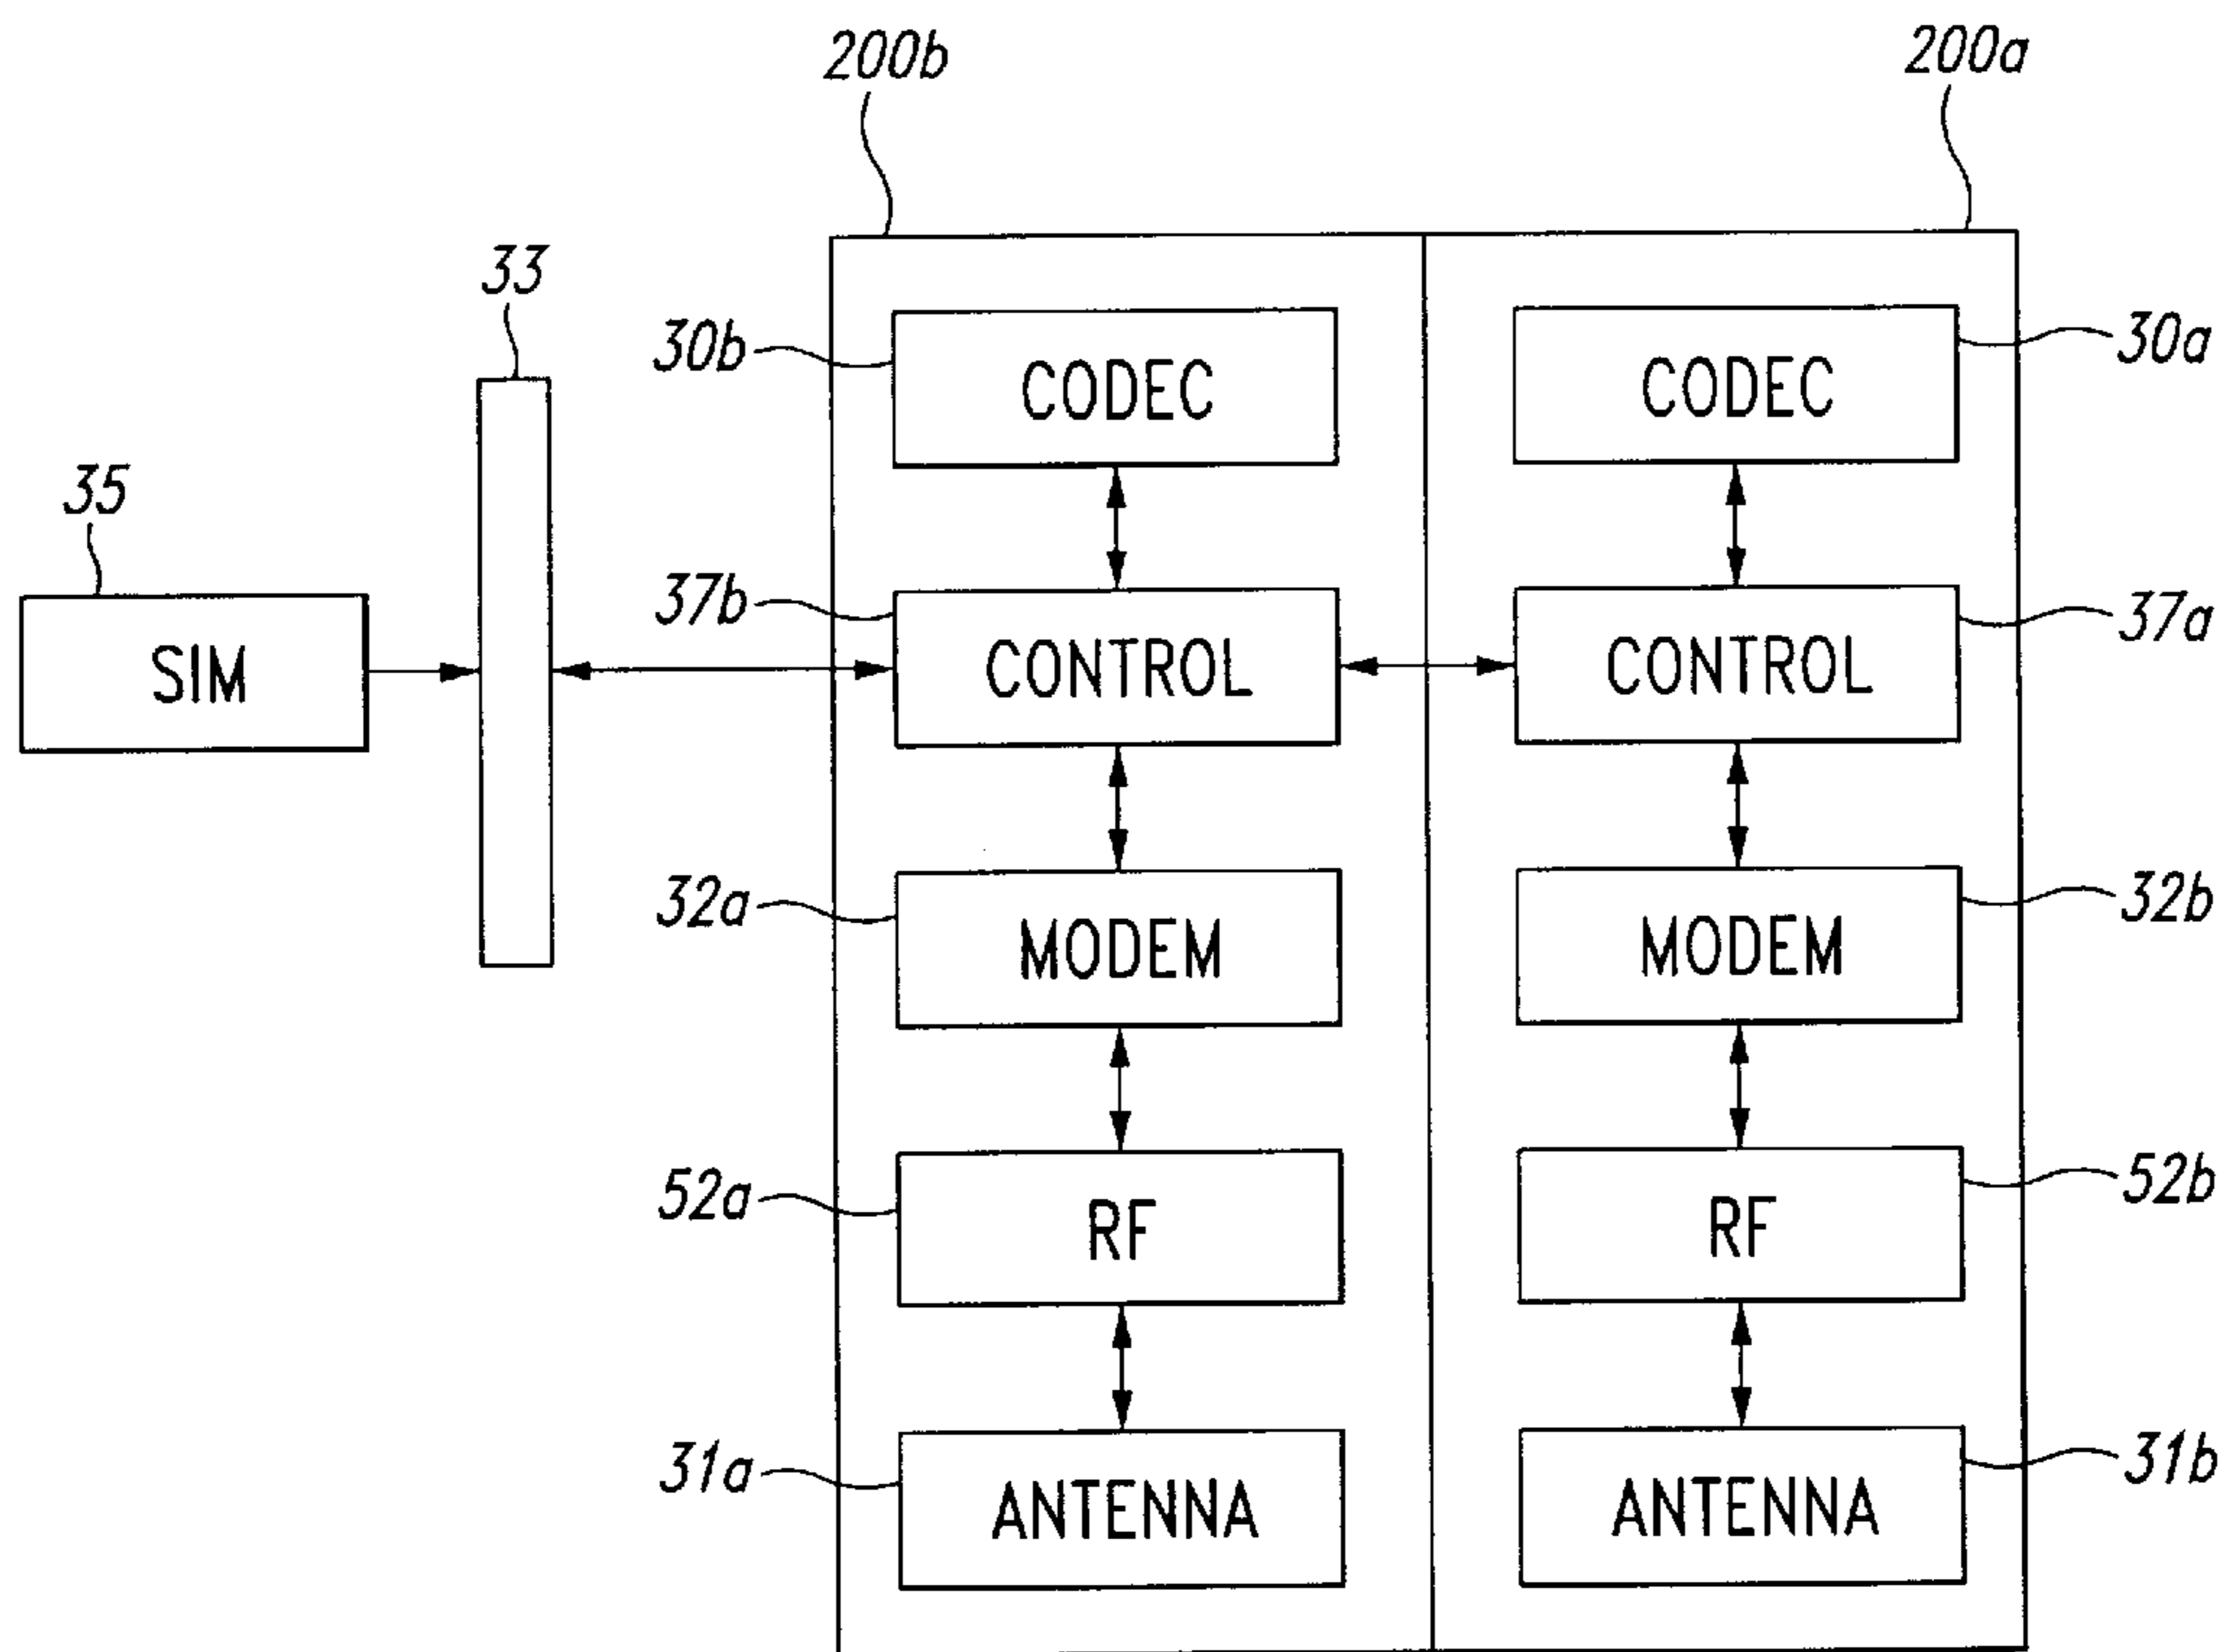 200b
200a
33
30b
CODEC
CODEC
30a
35
37b
37a
SIM
CONTROL
CONTROL
32a
MODEM
MODEM
32b
52a
RF
RF
52b
31a
ANTENNA
ANTENNA
31b